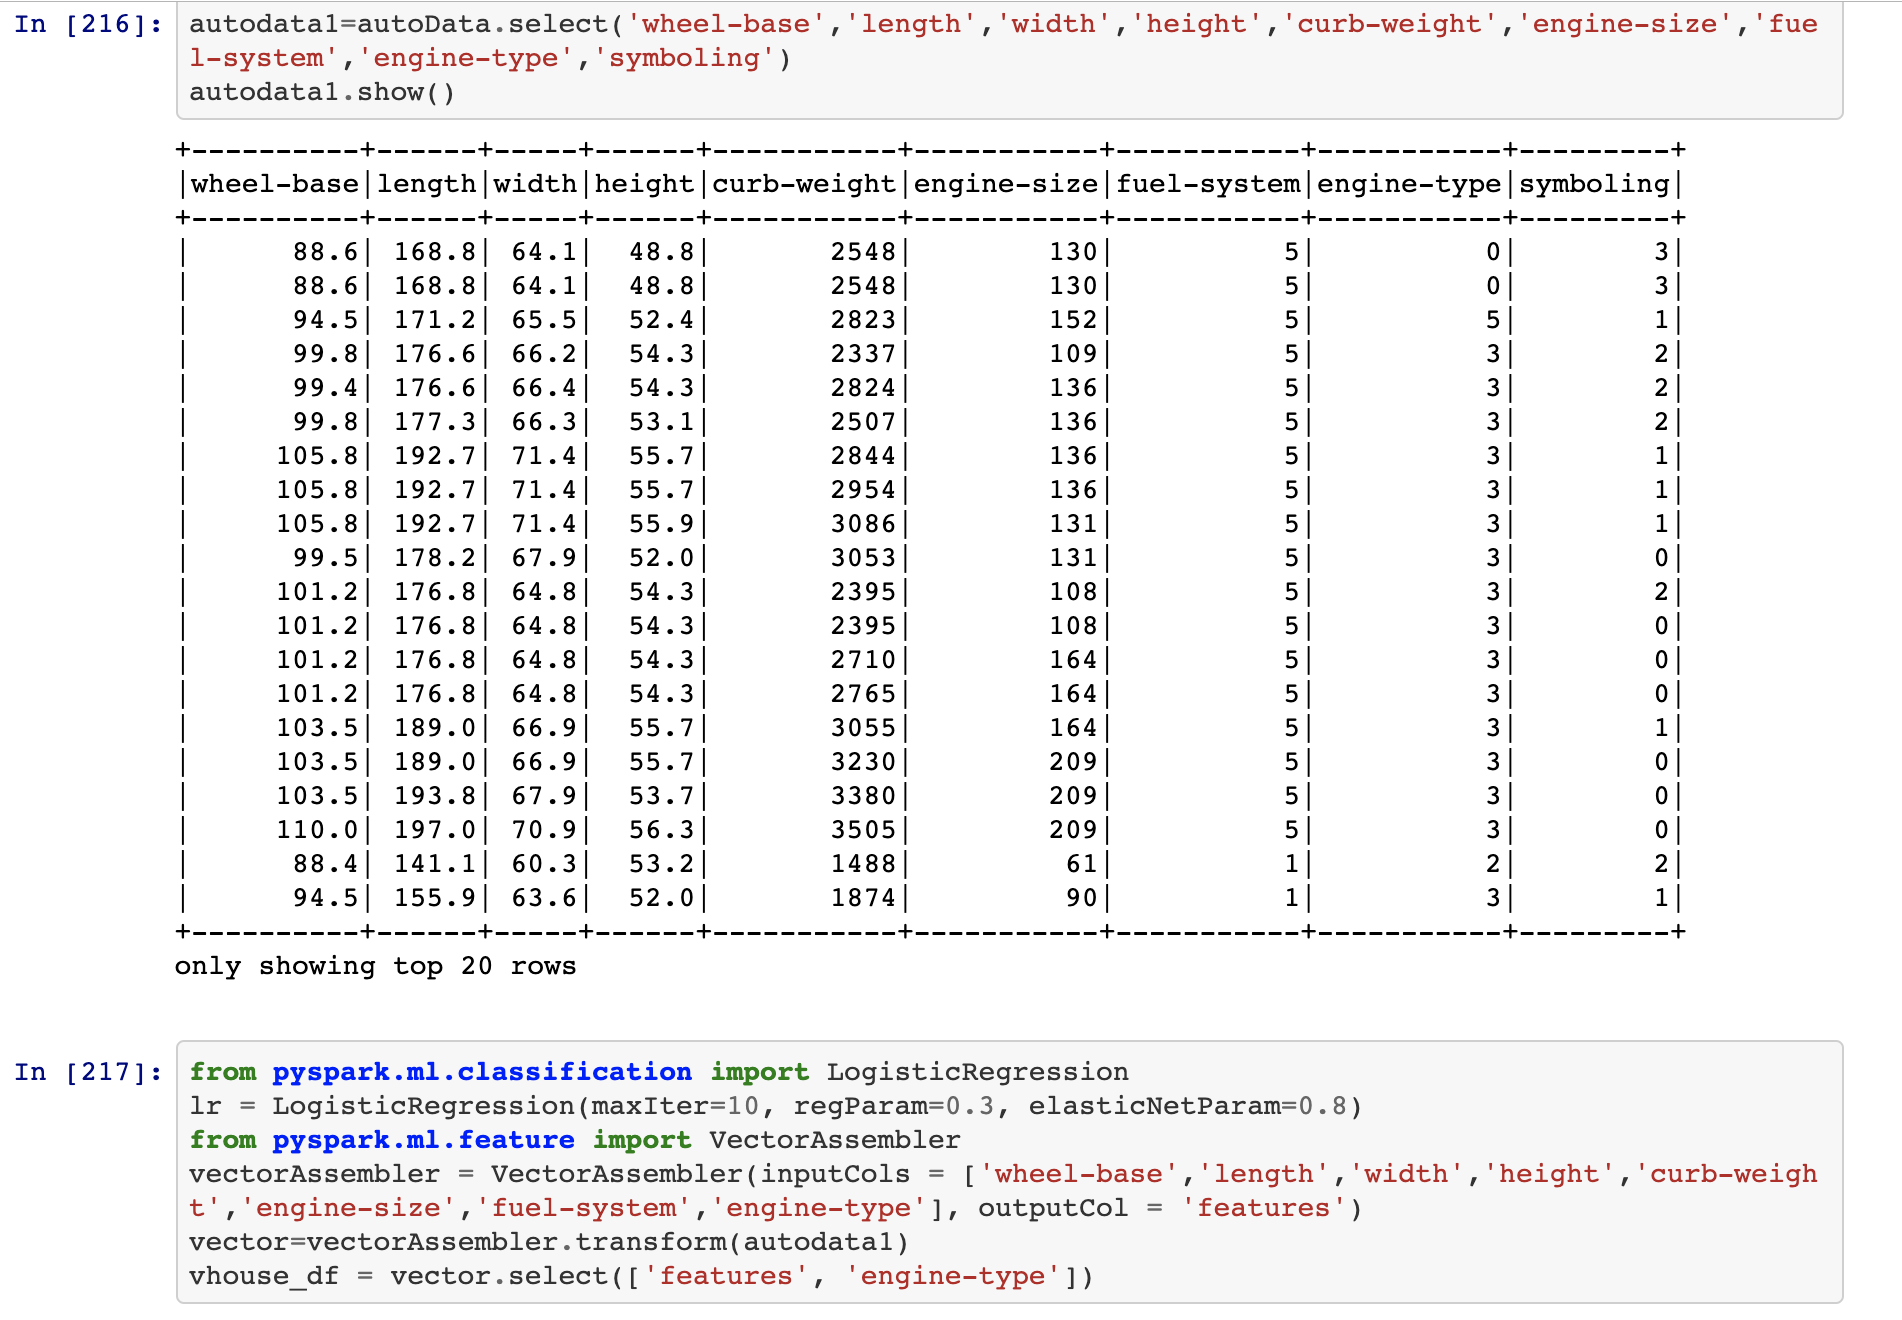 In [216]: autodata1=autoData.select('wheel-base','length','width','height','curb-weight','engine-size','fue
l-system','engine-type','symboling')
autodata1.show()
+----------+------+-----+------+-----------+-----------+-----------+-----------+---------+
|wheel-base|length|width|height|curb-weight|engine-size|fuel-system|engine-type|symboling|
+----------+------+-----+------+-----------+-----------+-----------+-----------+---------+
|      88.6| 168.8| 64.1|  48.8|       2548|        130|          5|          0|        3|
|      88.6| 168.8| 64.1|  48.8|       2548|        130|          5|          0|        3|
|      94.5| 171.2| 65.5|  52.4|       2823|        152|          5|          5|        1|
|      99.8| 176.6| 66.2|  54.3|       2337|        109|          5|          3|        2|
|      99.4| 176.6| 66.4|  54.3|       2824|        136|          5|          3|        2|
|      99.8| 177.3| 66.3|  53.1|       2507|        136|          5|          3|        2|
|     105.8| 192.7| 71.4|  55.7|       2844|        136|          5|          3|        1|
|     105.8| 192.7| 71.4|  55.7|       2954|        136|          5|          3|        1|
|     105.8| 192.7| 71.4|  55.9|       3086|        131|          5|          3|        1|
|      99.5| 178.2| 67.9|  52.0|       3053|        131|          5|          3|        0|
|     101.2| 176.8| 64.8|  54.3|       2395|        108|          5|          3|        2|
|     101.2| 176.8| 64.8|  54.3|       2395|        108|          5|          3|        0|
|     101.2| 176.8| 64.8|  54.3|       2710|        164|          5|          3|        0|
|     101.2| 176.8| 64.8|  54.3|       2765|        164|          5|          3|        0|
|     103.5| 189.0| 66.9|  55.7|       3055|        164|          5|          3|        1|
|     103.5| 189.0| 66.9|  55.7|       3230|        209|          5|          3|        0|
|     103.5| 193.8| 67.9|  53.7|       3380|        209|          5|          3|        0|
|     110.0| 197.0| 70.9|  56.3|       3505|        209|          5|          3|        0|
|      88.4| 141.1| 60.3|  53.2|       1488|         61|          1|          2|        2|
|      94.5| 155.9| 63.6|  52.0|       1874|         90|          1|          3|        1|
+----------+------+-----+------+-----------+-----------+-----------+-----------+---------+
only showing top 20 rows
In [217]: from pyspark.ml.classification import LogisticRegression
lr = LogisticRegression(maxIter=10, regParam=0.3, elasticNetParam=0.8)
from pyspark.ml.feature import VectorAssembler
vectorAssembler = VectorAssembler(inputCols = ['wheel-base','length','width','height','curb-weigh
t','engine-size','fuel-system','engine-type'], outputCol = 'features')
vector=vectorAssembler.transform(autodata1)
vhouse_df = vector.select(['features', 'engine-type'])